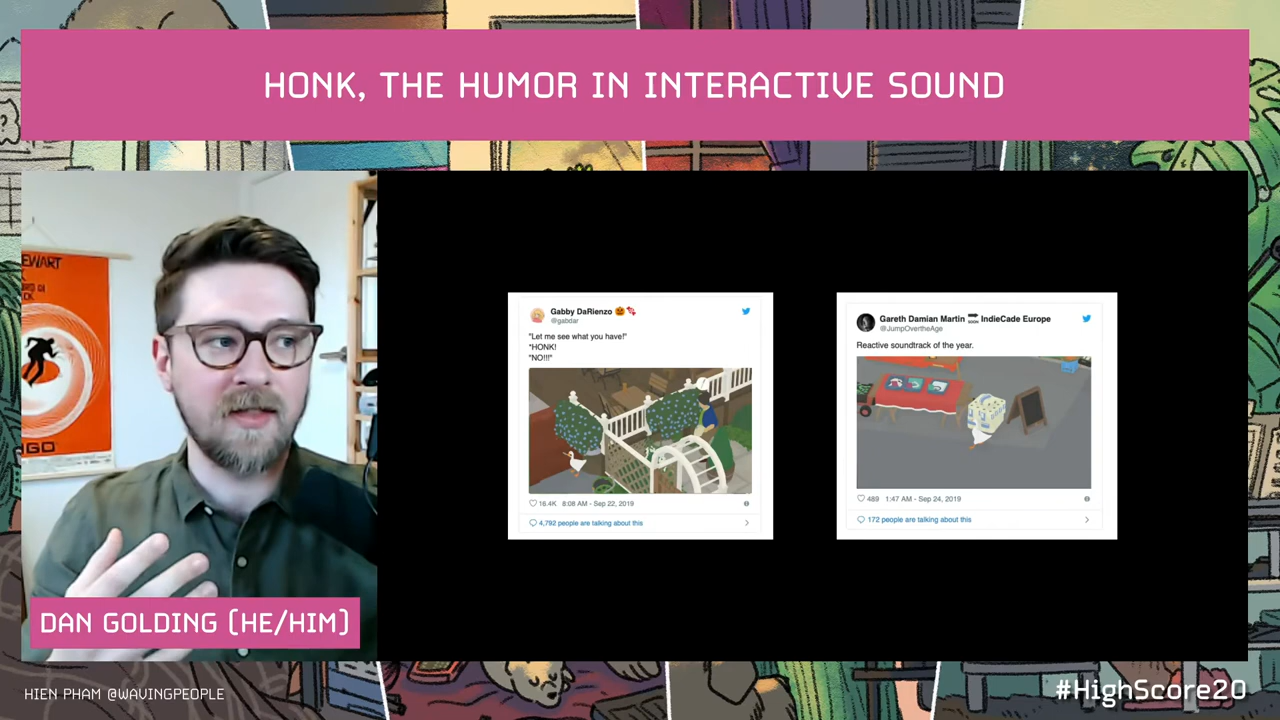 HONK, THE HUMOR IN INTERACTIVE SOUND
EWART
GO
DAN GOLDING (HE/HIM)
Gabby DaRienzo
@gabdar
"Let me see what you have!"
*HONK!
"NO!!!"
16.4K 8:08 AM - Sep 22, 2019
4,792 people are talking about this
Gareth Damian Martin SOON IndieCade Europe
@JumpOvertheAge
Reactive soundtrack of the year.
489 1:47 AM - Sep 24, 2019
172 people are talking about this
HIEN PHAM @WAVINGPEOPLE
#HighScore20